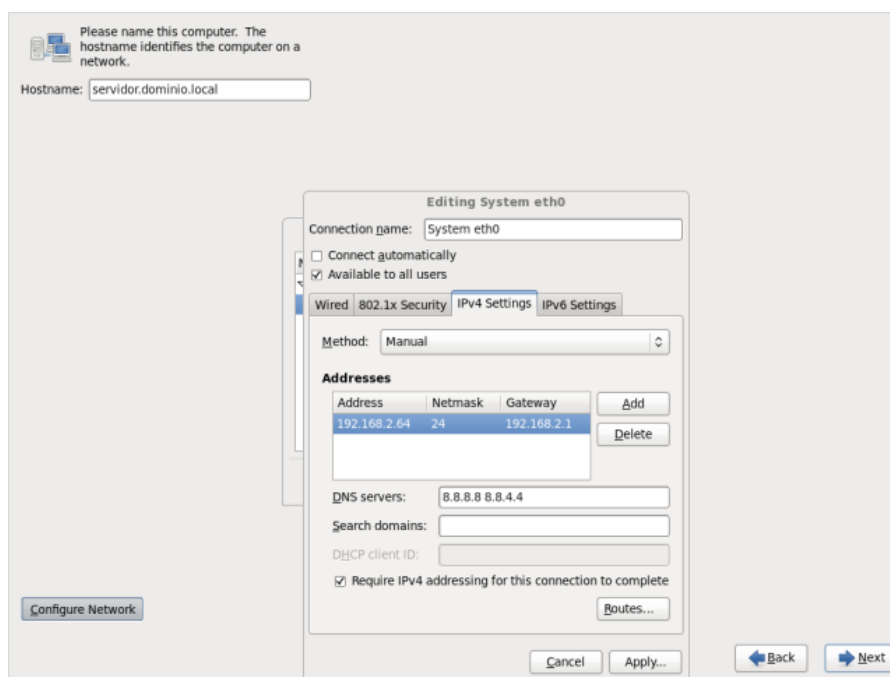 Please name this computer. The
hostname identifies the computer on a
network.
Hostname: servidor.dominio.local
Editing System eth0
Connection name: System eth0
Connect automatically
Available to all users
Wired 802.1x Security IPv4 Settings IPv6 Settings
Method: Manual
Addresses
Address Netmask Gateway
192.168.2.64 24 192.168.2.1
Add
Delete
DNS servers: 8.8.8.8 8.8.4.4
Search domains:
DHCP client ID:
Require IPv4 addressing for this connection to complete
Routes...
Configure Network
Cancel Apply...
Back Next